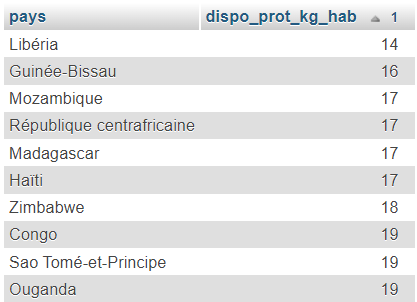 pays dispo_prot_kg_hab 1
Libéria 14
Guinée-Bissau 16
Mozambique 17
République centrafricaine 17
Madagascar 17
Haïti 17
Zimbabwe 18
Congo 19
Sao Tomé-et-Principe 19
Ouganda 19